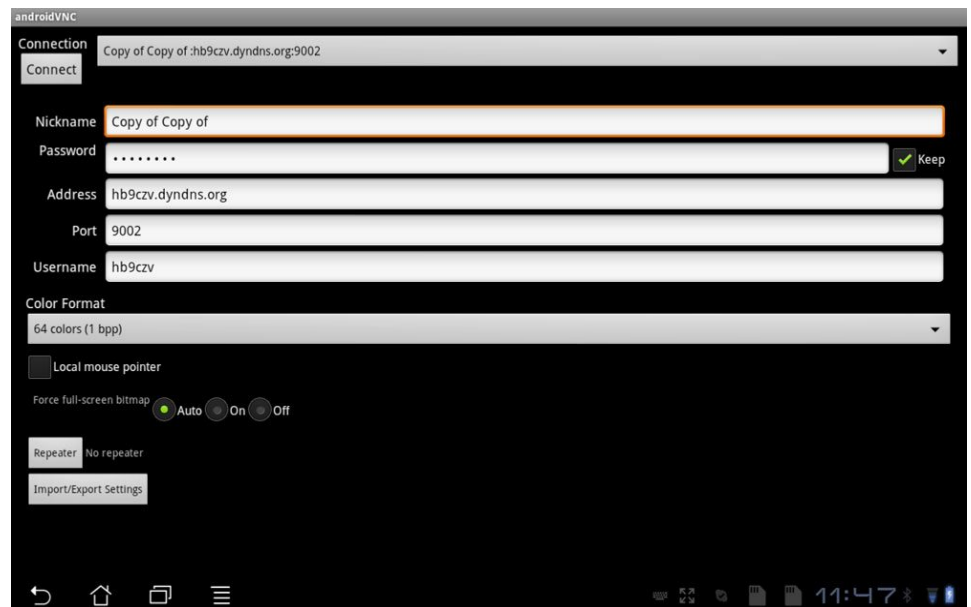 androidVNC
Connection
Copy of Copy of :hb9czv.dyndns.org:9002
Connect
Nickname Copy of Copy of
Password ········ Keep
Address hb9czv.dyndns.org
Port 9002
Username hb9czv
Color Format
64 colors (1 bpp)
Local mouse pointer
Force full-screen bitmap Auto On Off
Repeater No repeater
Import/Export Settings
11:47